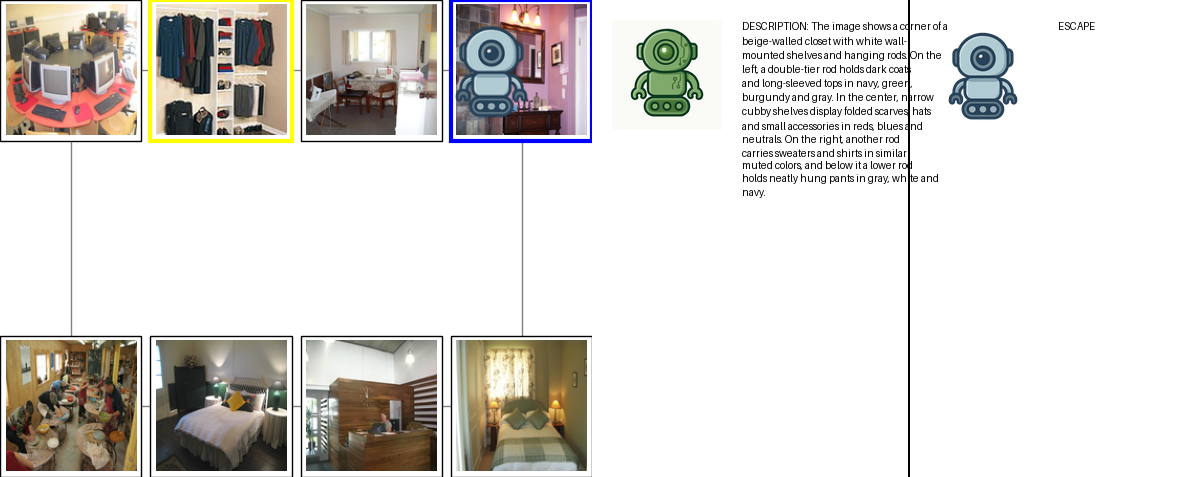 DESCRIPTION: The image shows a corner of a
beige-walled closet with white wall-
mounted shelves and hanging rods. On the
left, a double-tier rod holds dark coats
and long-sleeved tops in navy, green,
burgundy and gray. In the center, narrow
cubby shelves display folded scarves, hats
and small accessories in reds, blues and
neutrals. On the right, another rod
carries sweaters and shirts in similar
muted colors, and below it a lower rod
holds neatly hung pants in gray, white and
navy.
ESCAPE